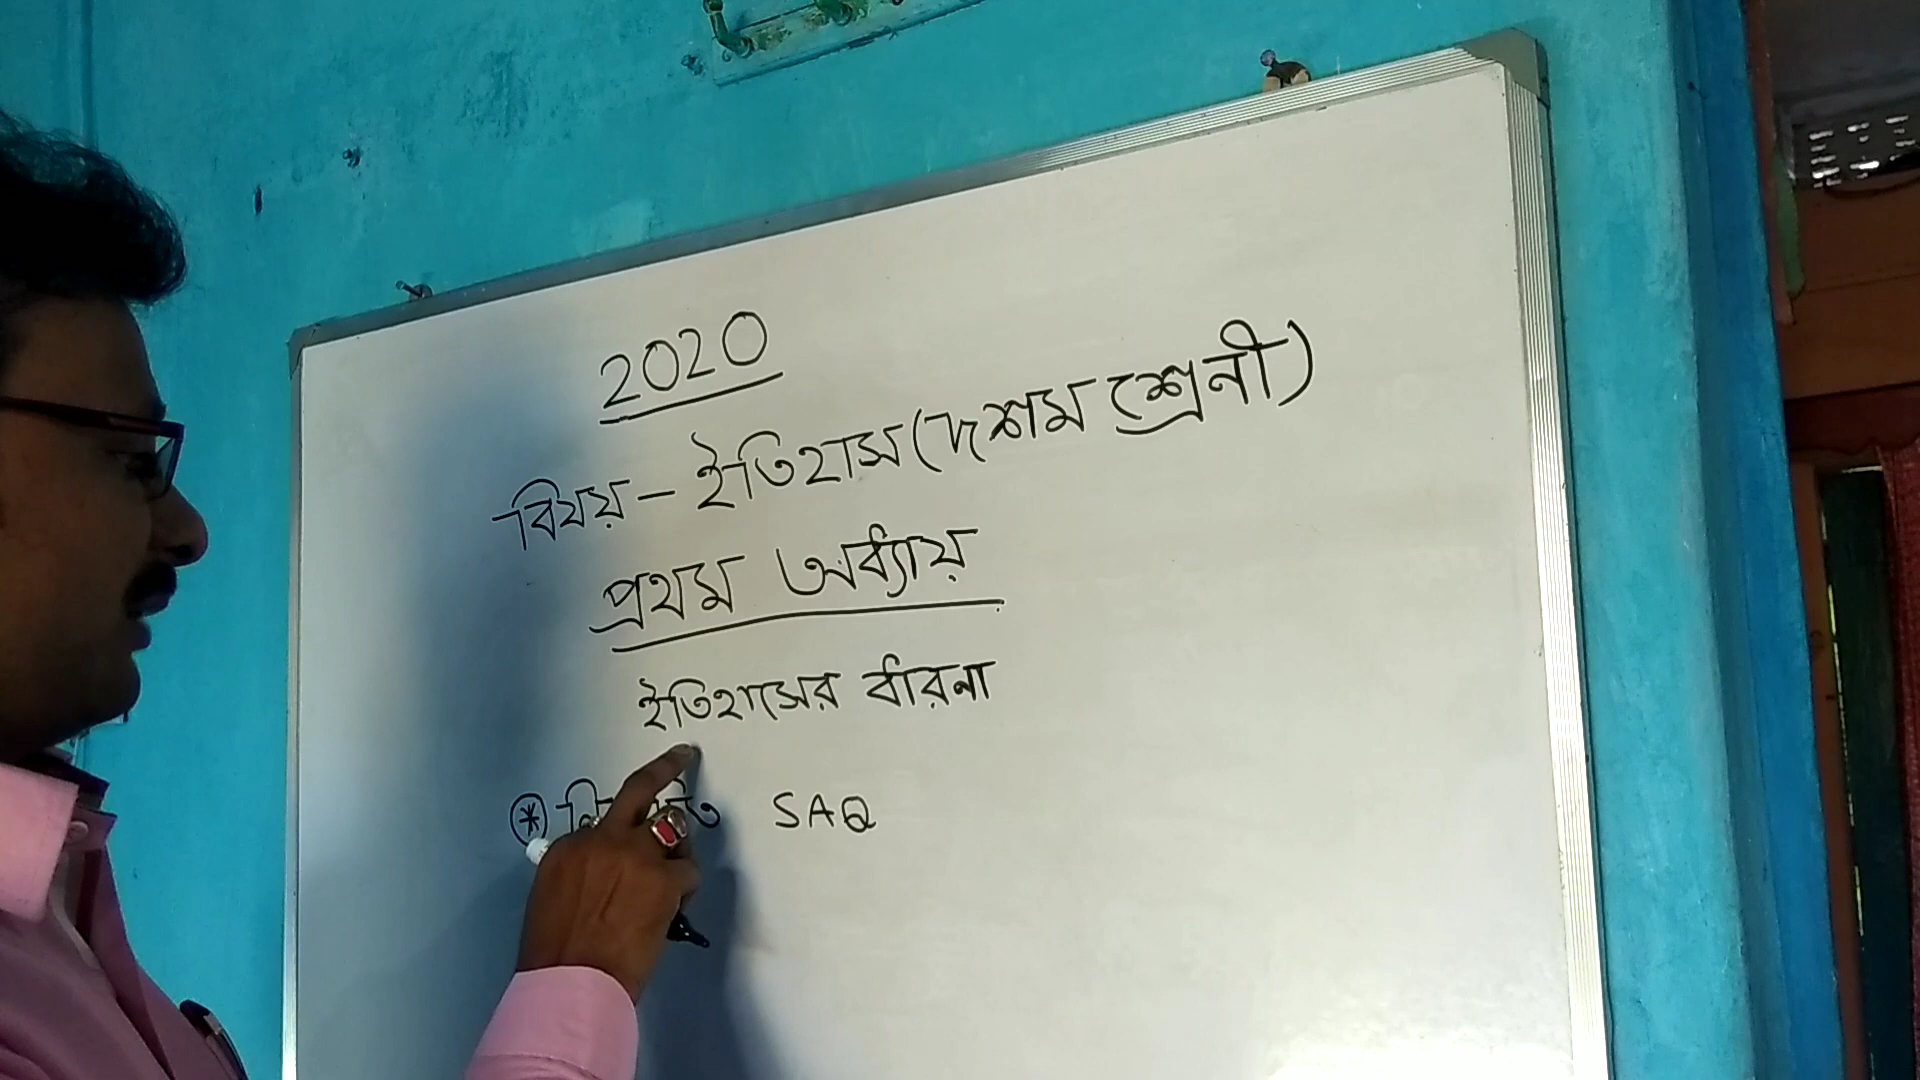 2020
বিষয় - ইতিহাস (দশম শ্রেনী)
প্রথম অধ্যায়
ইতিহাসের ধারনা
* SAQ